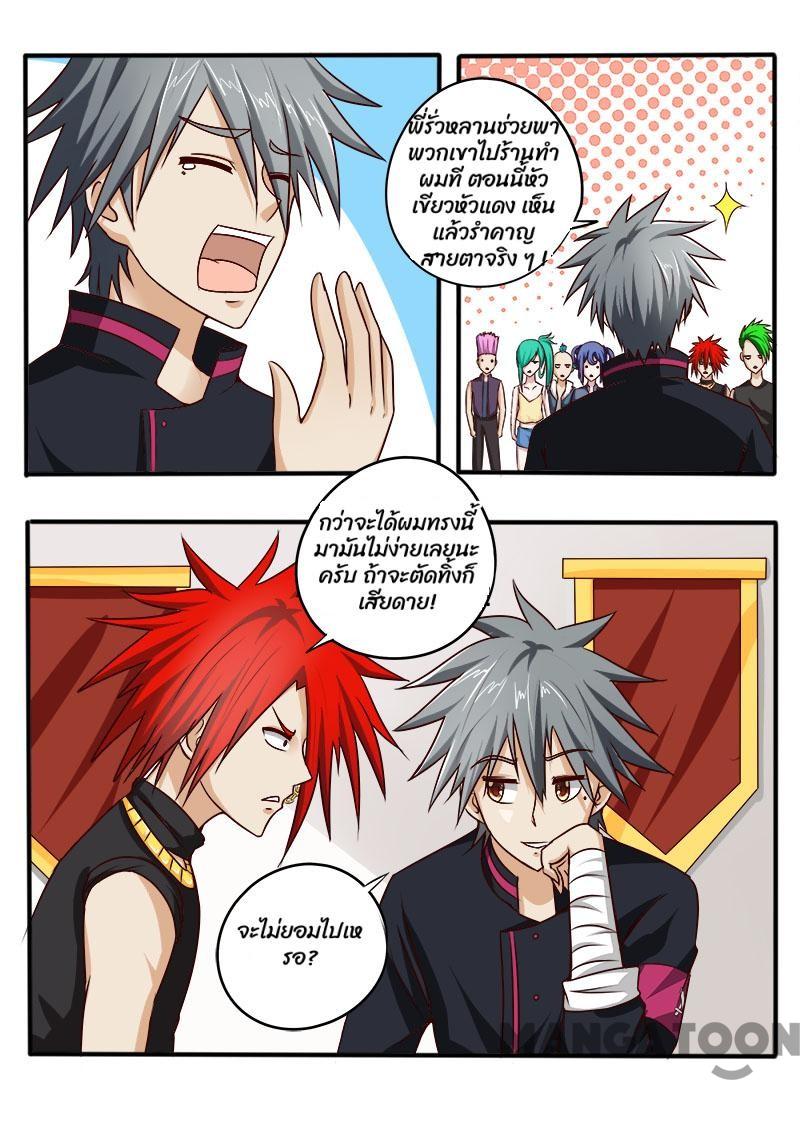 พี่รั่วหลานช่วยพา
พวกเขาไปร้านทำ
ผมที ตอนนี้หัว
เขียวหัวแดง เห็น
แล้วรำคาญ
สายตาจริง ๆ !
กว่าจะได้ผมทรงนี้
มามันไม่ง่ายเลยนะ
ครับ ถ้าจะตัดทิ้งก็
เสียดาย!
จะไม่ยอมไปเห
รอ?
MANGATOON